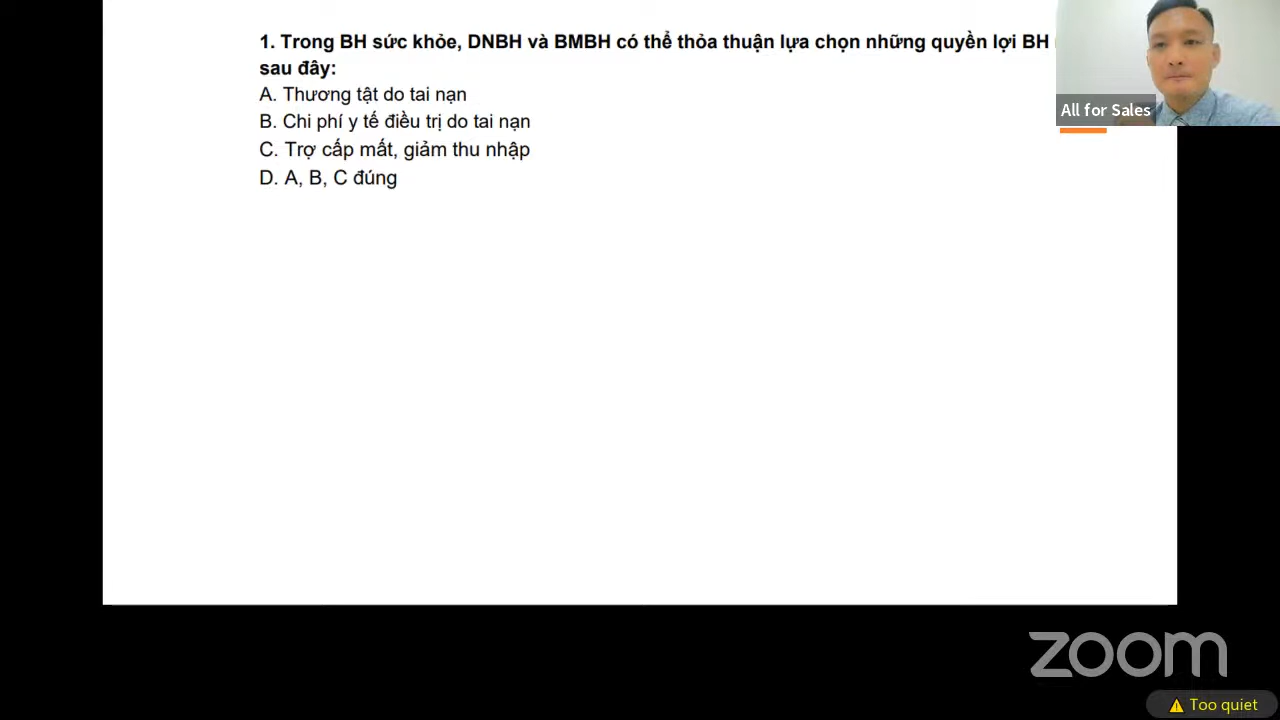 1. Trong BH sức khỏe, DNBH và BMBH có thể thỏa thuận lựa chọn những quyền lợi BH
sau đây:
A. Thương tật do tai nạn
B. Chi phí y tế điều trị do tai nạn
C. Trợ cấp mất, giảm thu nhập
D. A, B, C đúng
All for Sales
zoom
Too quiet